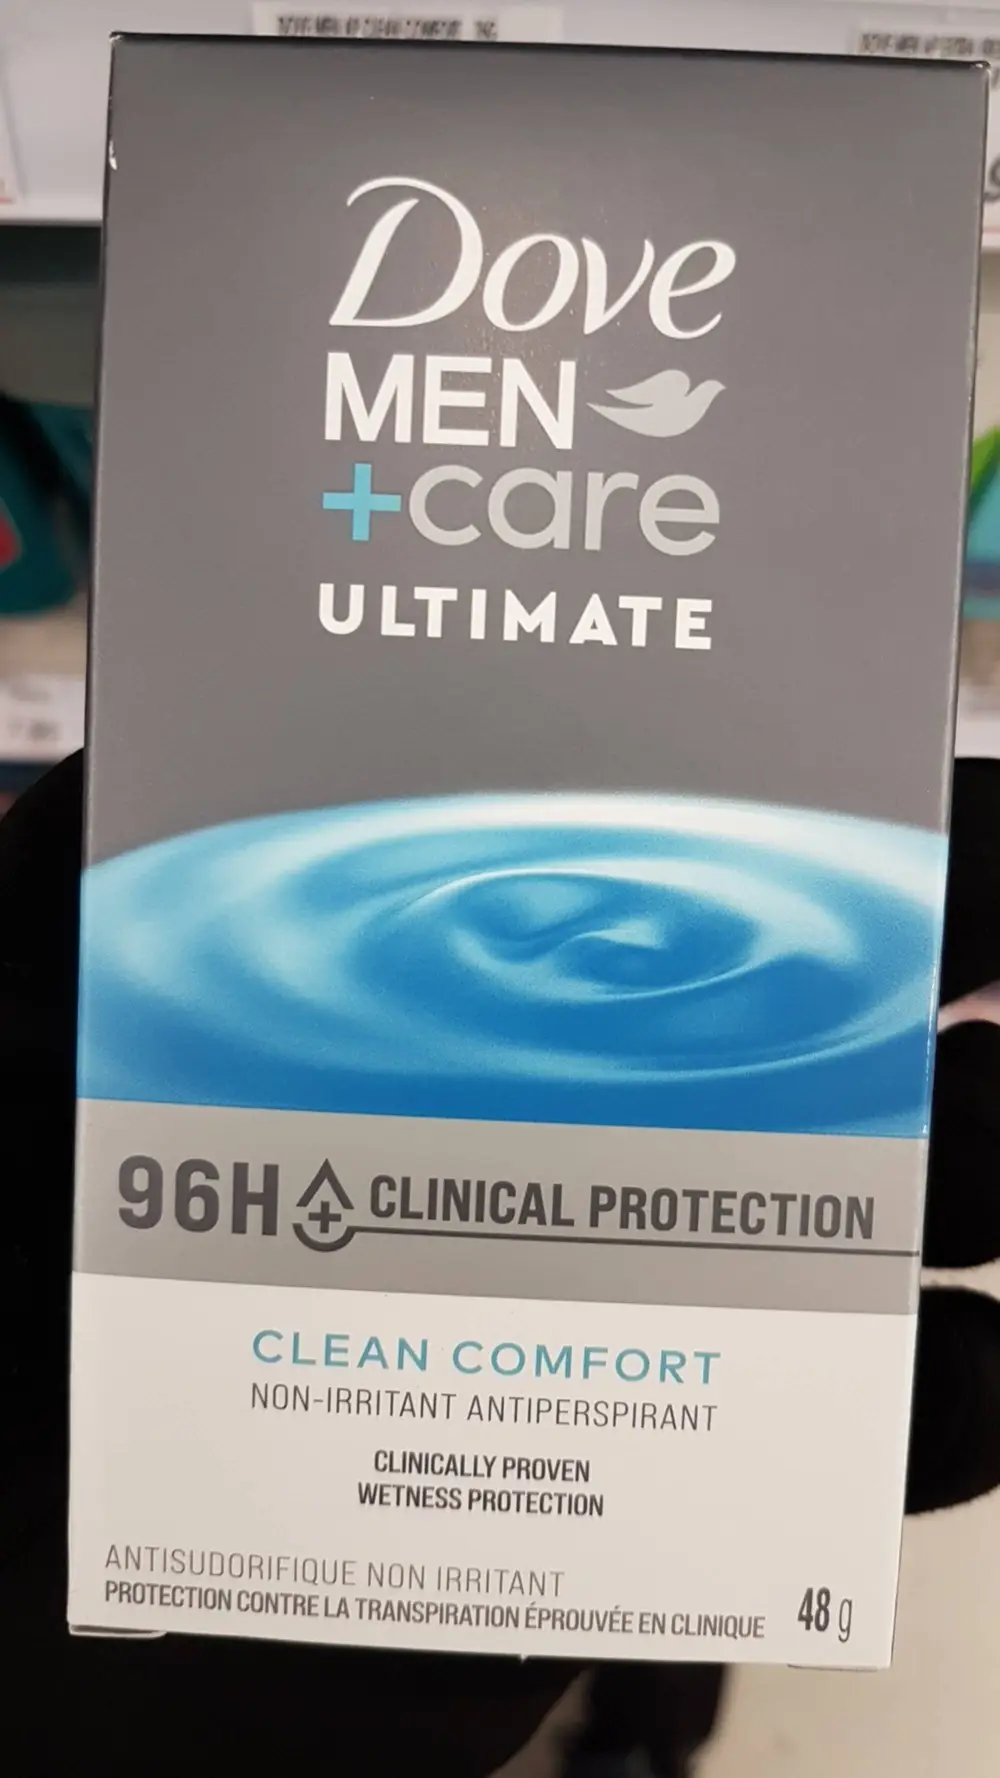 Dove
MEN
+care
ULTIMATE
96H CLINICAL PROTECTION
CLEAN COMFORT
NON-IRRITANT ANTIPERSPIRANT
CLINICALLY PROVEN
WETNESS PROTECTION
ANTISUDORIFIQUE NON IRRITANT
PROTECTION CONTRE LA TRANSPIRATION ÉPROUVÉE EN CLINIQUE 48 g